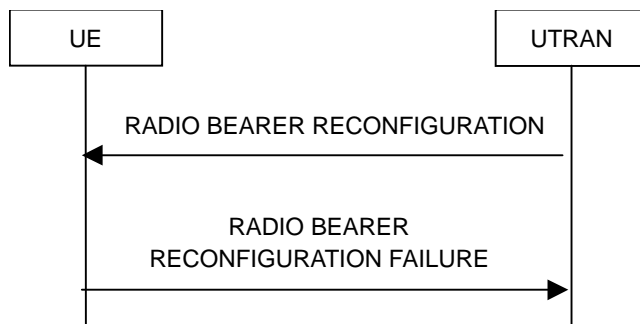 UE
UTRAN
RADIO BEARER RECONFIGURATION
RADIO BEARER
RECONFIGURATION FAILURE